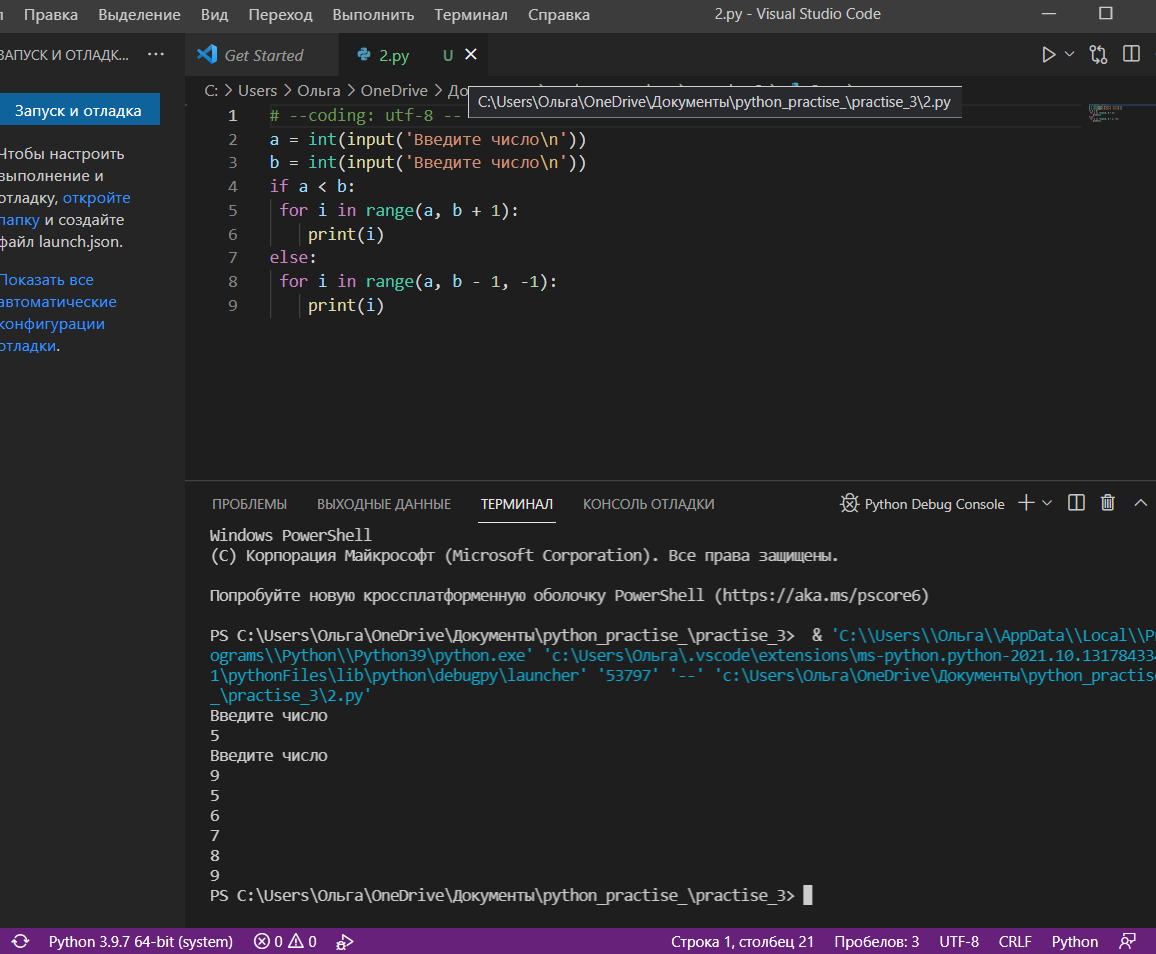 Правка Выделение Вид Переход Выполнить Терминал Справка 2.py - Visual Studio Code
ЗАПУСК И ОТЛАДК... ···
Get Started 2.py U
C: > Users > Ольга > OneDrive >
C:\Users\Ольга\OneDrive\Документы\python_practise_\practise_3\2.py
Запуск и отладка
Чтобы настроить
выполнение и
отладку, откройте
папку и создайте
файл launch.json.
Показать все
автоматические
конфигурации
отладки.
1 # --coding: utf-8 --
2 a = int(input('Введите число\n'))
3 b = int(input('Введите число\n'))
4 if a < b:
5 for i in range(a, b + 1):
6 print(i)
7 else:
8 for i in range(a, b - 1, -1):
9 print(i)
ПРОБЛЕМЫ ВЫХОДНЫЕ ДАННЫЕ ТЕРМИНАЛ КОНСОЛЬ ОТЛАДКИ Python Debug Console
Windows PowerShell
(C) Корпорация Майкрософт (Microsoft Corporation). Все права защищены.
Попробуйте новую кроссплатформенную оболочку PowerShell (https://aka.ms/pscore6)
PS C:\Users\Ольга\OneDrive\Документы\python_practise_\practise_3> & 'C:\\Users\\Ольга\\AppData\\Local\\Pr
ograms\\Python\\Python39\python.exe' 'c:\Users\Ольга\.vscode\extensions\ms-python.python-2021.10.131784334
1\pythonFiles\lib\python\debugpy\launcher' '53797' '--' 'c:\Users\Ольга\OneDrive\Документы\python_practise
_\practise_3\2.py'
Введите число
5
Введите число
9
5
6
7
8
9
PS C:\Users\Ольга\OneDrive\Документы\python_practise_\practise_3>
Python 3.9.7 64-bit (system) 0 0 Строка 1, столбец 21 Пробелов: 3 UTF-8 CRLF Python